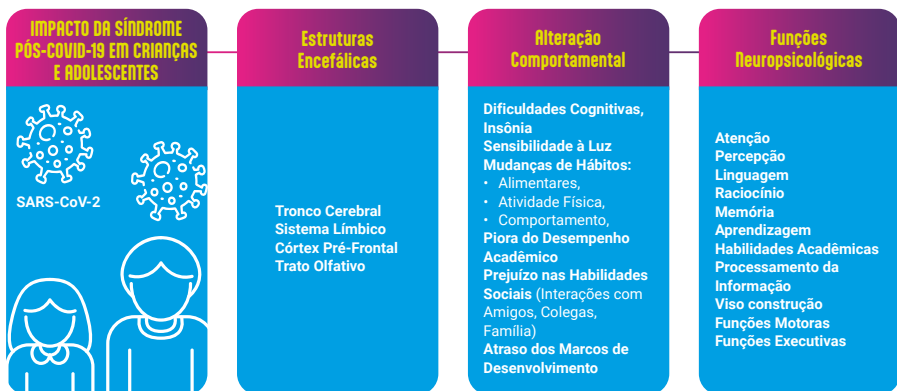 IMPACTO DA SÍNDROME
PÓS-COVID-19 EM CRIANÇAS
E ADOLESCENTES
SARS-CoV-2
Estruturas
Encefálicas
Tronco Cerebral
Sistema Límbico
Córtex Pré-Frontal
Trato Olfativo
Alteração
Comportamental
Dificuldades Cognitivas,
Insônia
Sensibilidade à Luz
Mudanças de Hábitos:
• Alimentares,
• Atividade Física,
• Comportamento,
Piora do Desempenho
Acadêmico
Prejuízo nas Habilidades
Sociais (Interações com
Amigos, Colegas,
Família)
Atraso dos Marcos de
Desenvolvimento
Funções
Neuropsicológicas
Atenção
Percepção
Linguagem
Raciocínio
Memória
Aprendizagem
Habilidades Acadêmicas
Processamento da
Informação
Viso construção
Funções Motoras
Funções Executivas